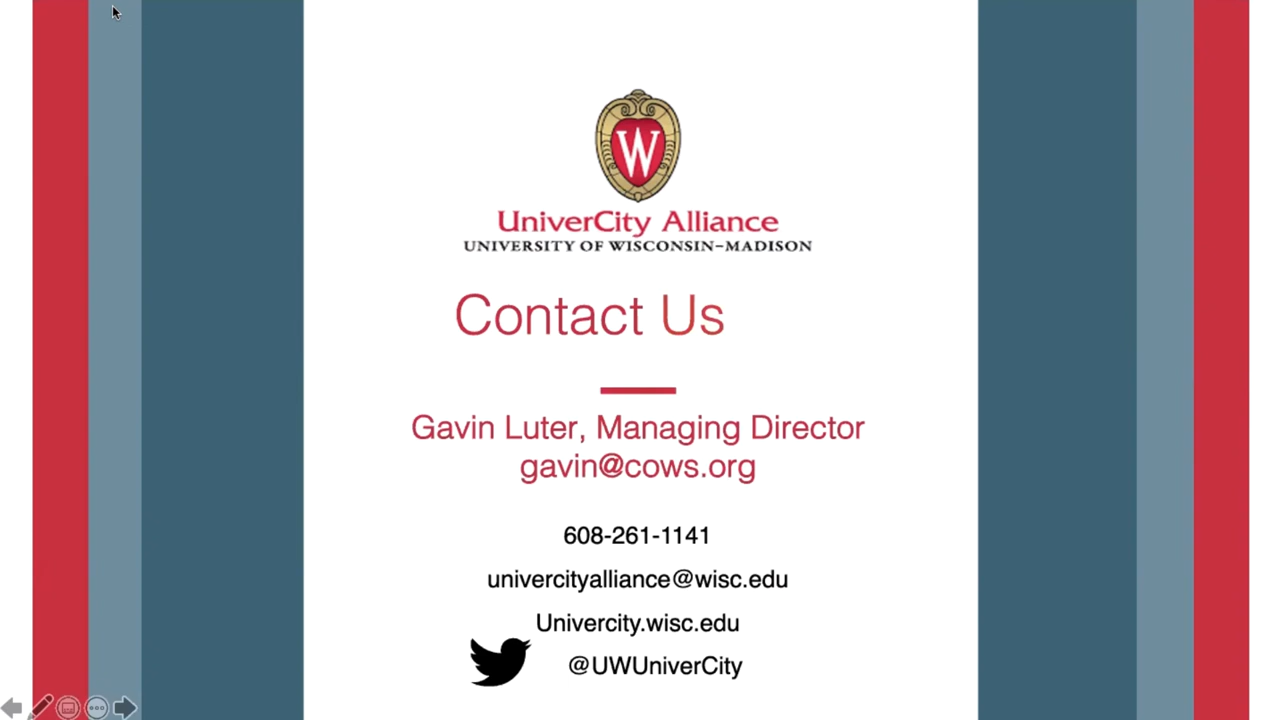 W
UniverCity Alliance
UNIVERSITY OF WISCONSIN–MADISON
Contact Us
Gavin Luter, Managing Director
gavin@cows.org
608-261-1141
univercityalliance@wisc.edu
Univercity.wisc.edu
@UWUniverCity